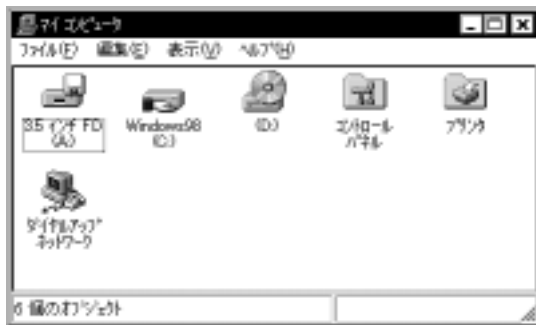 マイ コンピュータ
ファイル(F) 編集(E) 表示(V) ヘルプ(H)
3.5 インチ FD
(A:)
Windows98
(C:)
(D:)
コントロール
パネル
プリンタ
ダイヤルアップ
ネットワーク
6 個のオブジェクト